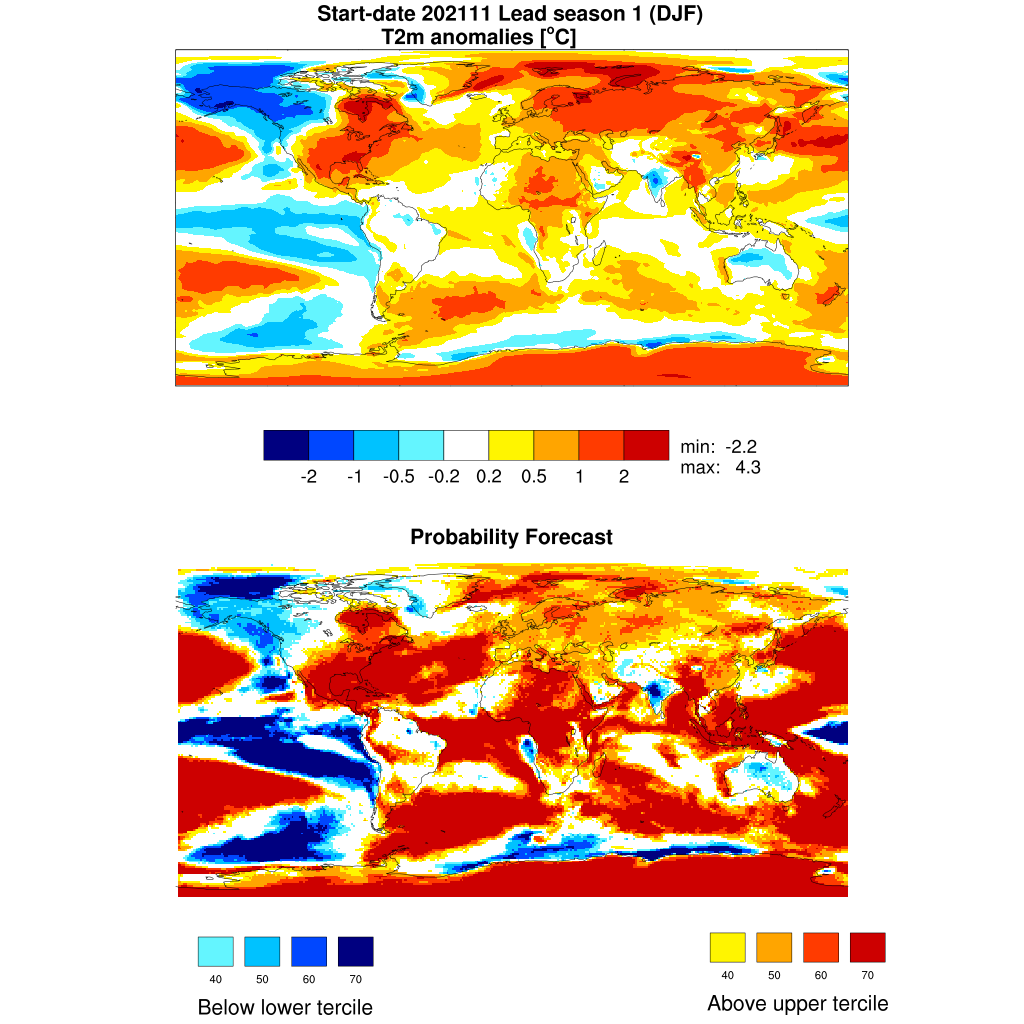 Start-date 202111 Lead season 1 (DJF)
T2m anomalies [°C]
min: -2.2
max: 4.3
-2 -1 -0.5 -0.2 0.2 0.5 1 2
Probability Forecast
40 50 60 70
40 50 60 70
Below lower tercile
Above upper tercile